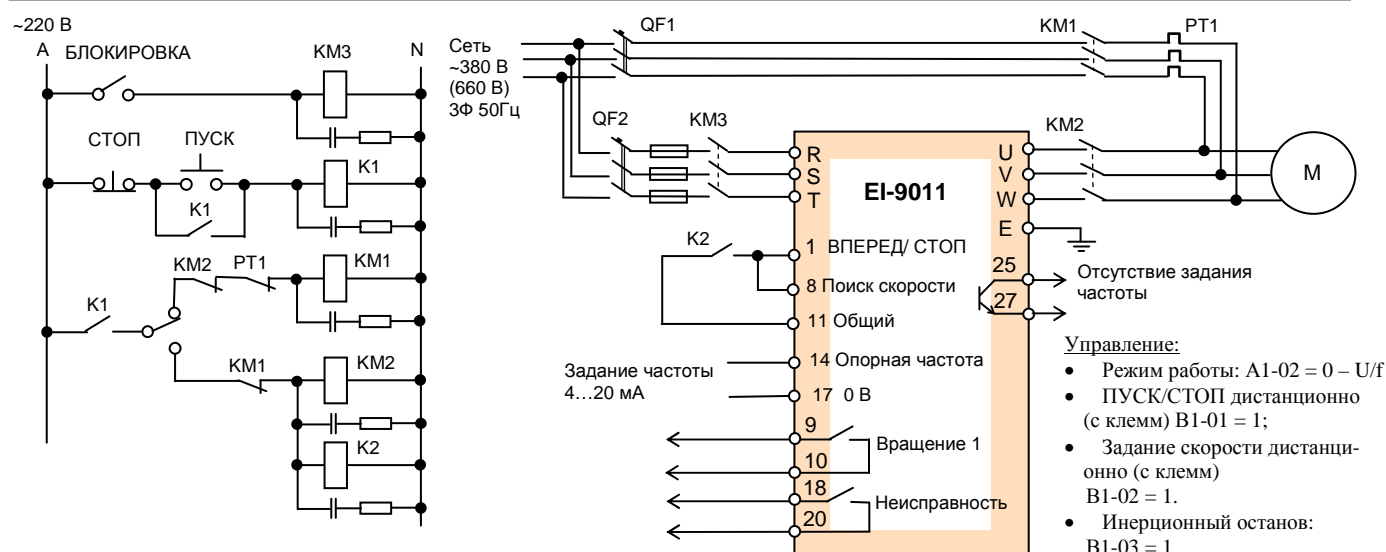 ~220 В
А
БЛОКИРОВКА
КМ3
N
СТОП
ПУСК
К1
К1
КМ2
РТ1
КМ1
К1
КМ1
КМ2
К2
Сеть
~380 В
(660 В)
3Ф 50Гц
QF1
КМ1
РТ1
QF2
КМ3
КМ2
R
S
T
EI-9011
U
V
W
E
М
К2
1 ВПЕРЕД/ СТОП
8 Поиск скорости
11 Общий
Задание частоты
4…20 мА
14 Опорная частота
17 0 В
9
Вращение 1
10
18
Неисправность
20
25
27
Отсутствие задания
частоты
Управление:
• Режим работы: A1-02 = 0 – U/f
• ПУСК/СТОП дистанционно
(с клемм) B1-01 = 1;
• Задание скорости дистанци-
онно (с клемм)
B1-02 = 1.
• Инерционный останов:
B1-03 = 1